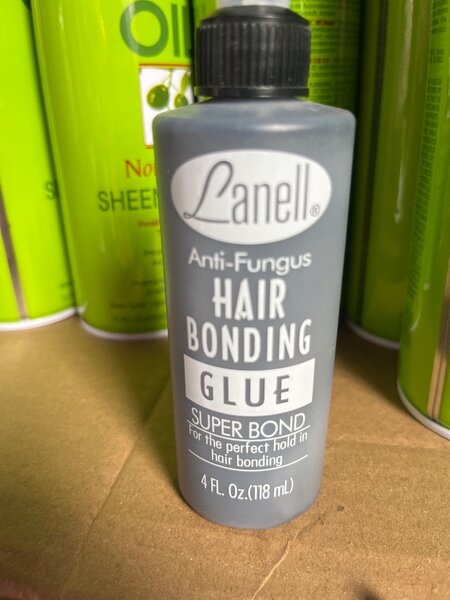 OIL
SHEEN
Lanell®
Anti-Fungus
HAIR
BONDING
GLUE
SUPER BOND
For the perfect hold in
hair bonding
4 FL. Oz.(118 mL)